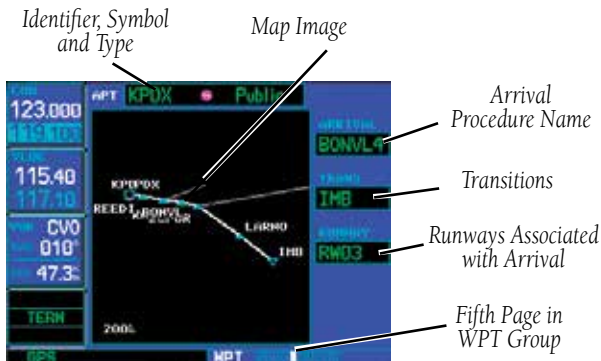 Identifier, Symbol
and Type
Map Image
COM
123.000
119.100
VLOC
115.40
117.10
CVO
010°
47.3
TERM
GPS
APT KPDX Public
KPDX
REEDI
BONVL
LARNO
IMB
200
WPT
ARRIVAL
BONVL4
TRANS
IMB
RUNWAY
RW03
Arrival
Procedure Name
Transitions
Runways Associated
with Arrival
Fifth Page in
WPT Group